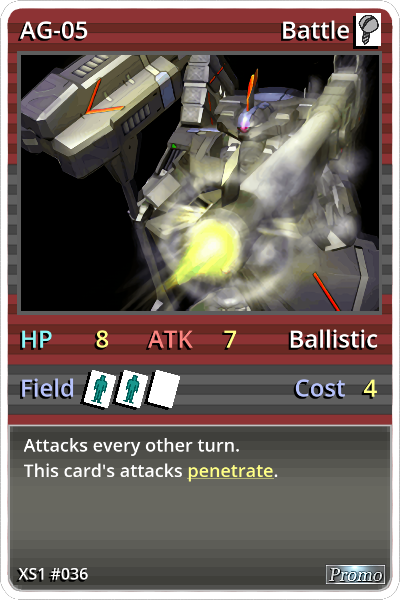 AG-05 Battle
HP 8 ATK 7 Ballistic
Field Cost 4
Attacks every other turn.
This card's attacks penetrate.
XS1 #036 Promo